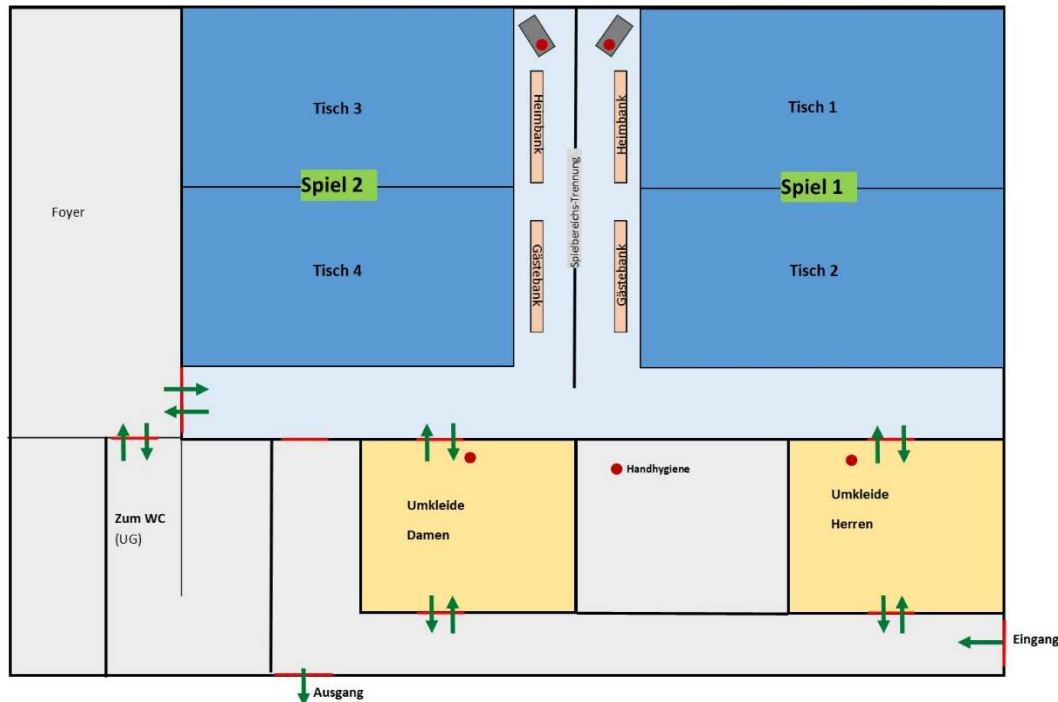 Tisch 3
Heimbank
Heimbank
Tisch 1
Spiel 2
Spielbereichs-Trennung
Spiel 1
Foyer
Tisch 4
Gästebank
Gästebank
Tisch 2
Handhygiene
Umkleide
Damen
Umkleide
Herren
Zum WC
(UG)
Eingang
Ausgang